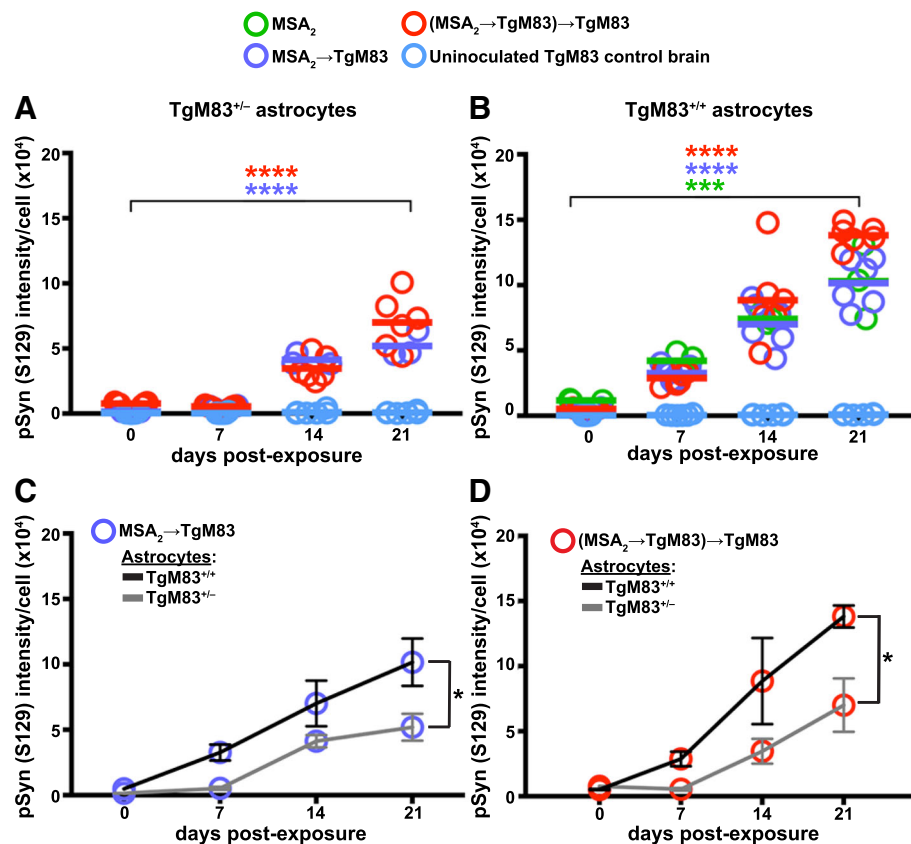 MSA₂
(MSA₂→TgM83)→TgM83
MSA₂→TgM83
Uninoculated TgM83 control brain
A
TgM83⁺/⁻ astrocytes
pSyn (S129) intensity/cell (x10⁴)
20
15
10
5
0
****
****
0 7 14 21
days post-exposure
B
TgM83⁺/⁺ astrocytes
pSyn (S129) intensity/cell (x10⁴)
20
15
10
5
0
****
****
***
0 7 14 21
days post-exposure
C
MSA₂→TgM83
Astrocytes:
TgM83⁺/⁺
TgM83⁺/⁻
pSyn (S129) intensity/cell (x10⁴)
20
15
10
5
0
*
0 7 14 21
days post-exposure
D
(MSA₂→TgM83)→TgM83
Astrocytes:
TgM83⁺/⁺
TgM83⁺/⁻
pSyn (S129) intensity/cell (x10⁴)
20
15
10
5
0
*
0 7 14 21
days post-exposure